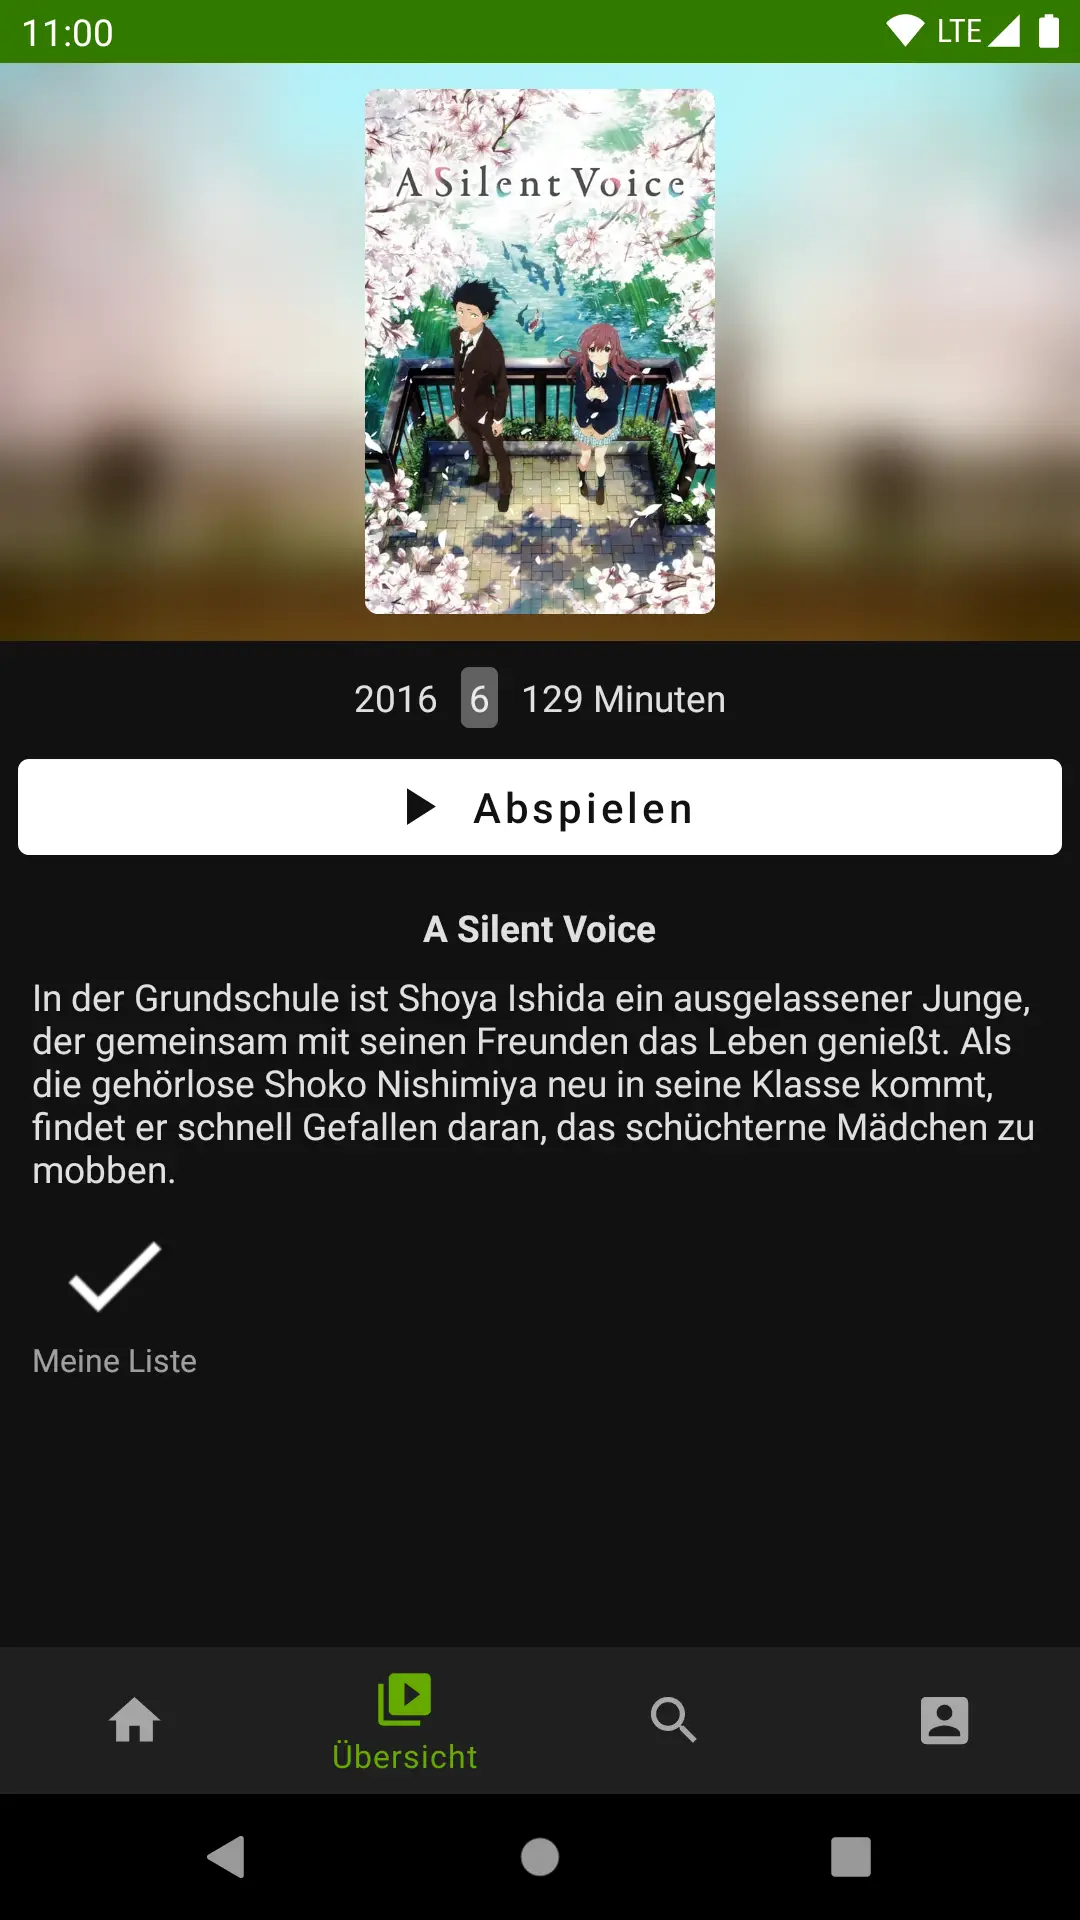 11:00
LTE
A Silent Voice
2016 6 129 Minuten
Abspielen
A Silent Voice
In der Grundschule ist Shoya Ishida ein ausgelassener Junge,
der gemeinsam mit seinen Freunden das Leben genießt. Als
die gehörlose Shoko Nishimiya neu in seine Klasse kommt,
findet er schnell Gefallen daran, das schüchterne Mädchen zu
mobben.
Meine Liste
Übersicht